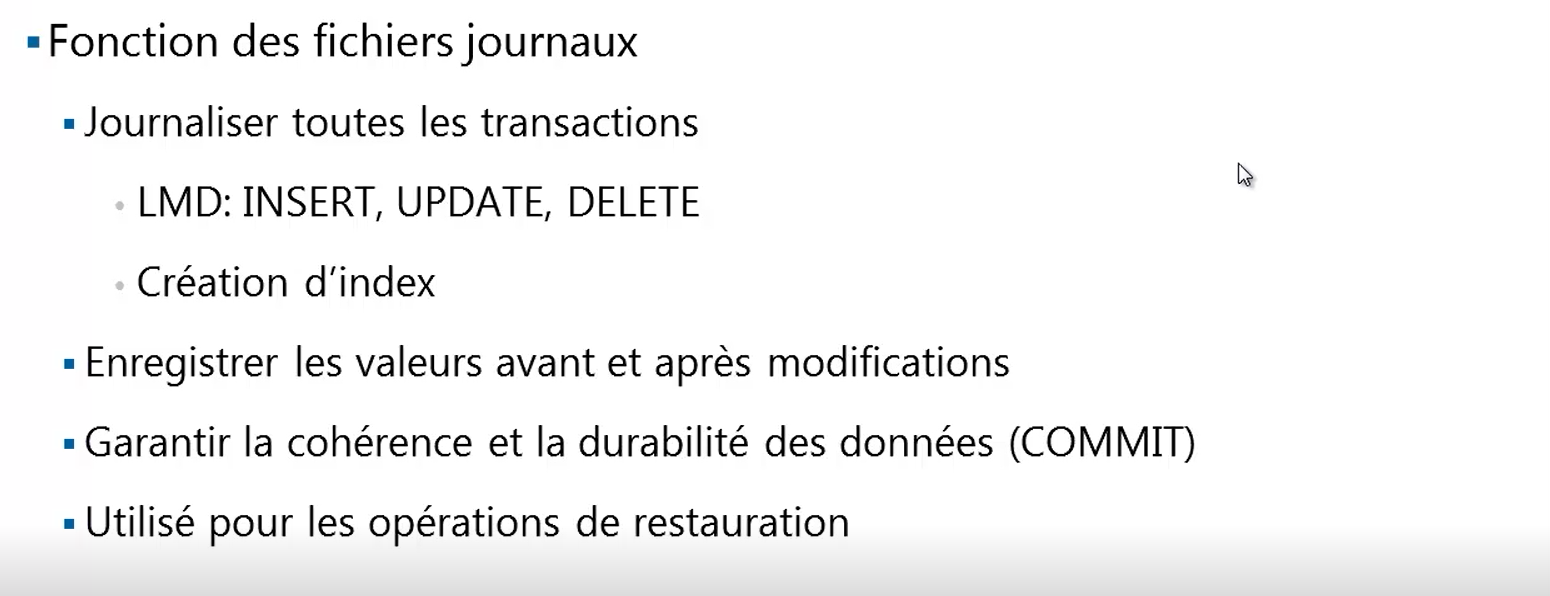 Fonction des fichiers journaux
Journaliser toutes les transactions
LMD: INSERT, UPDATE, DELETE
Création d’index
Enregistrer les valeurs avant et après modifications
Garantir la cohérence et la durabilité des données (COMMIT)
Utilisé pour les opérations de restauration